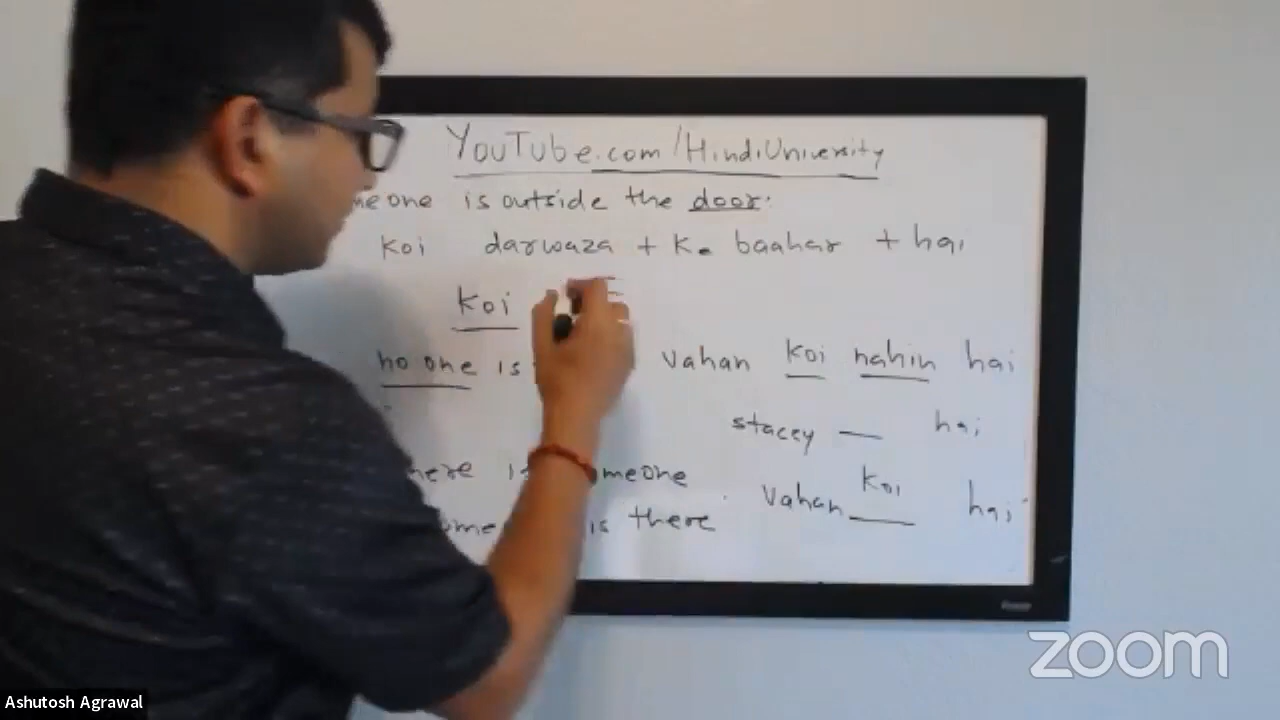 YouTube.com/HindiUniversity
is outside the door.
koi darwaza + ke baahar + hai
koi
no one is vahan koi nahin hai
stacey — hai
is there vahan koi hai
zoom
Ashutosh Agrawal